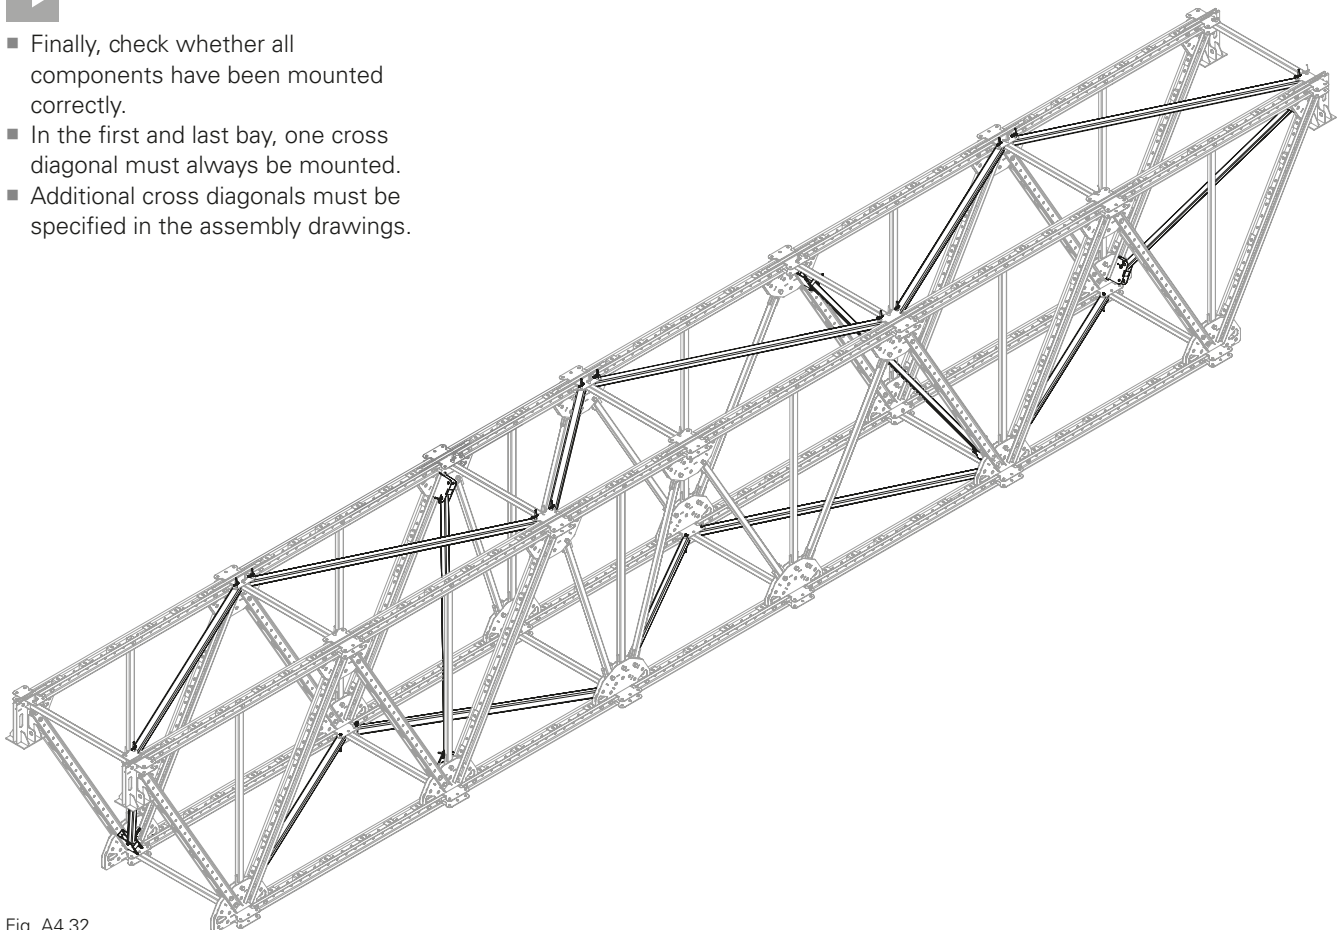 ■ Finally, check whether all
components have been mounted
correctly.
■ In the first and last bay, one cross
diagonal must always be mounted.
■ Additional cross diagonals must be
specified in the assembly drawings.
Fig. A4.32